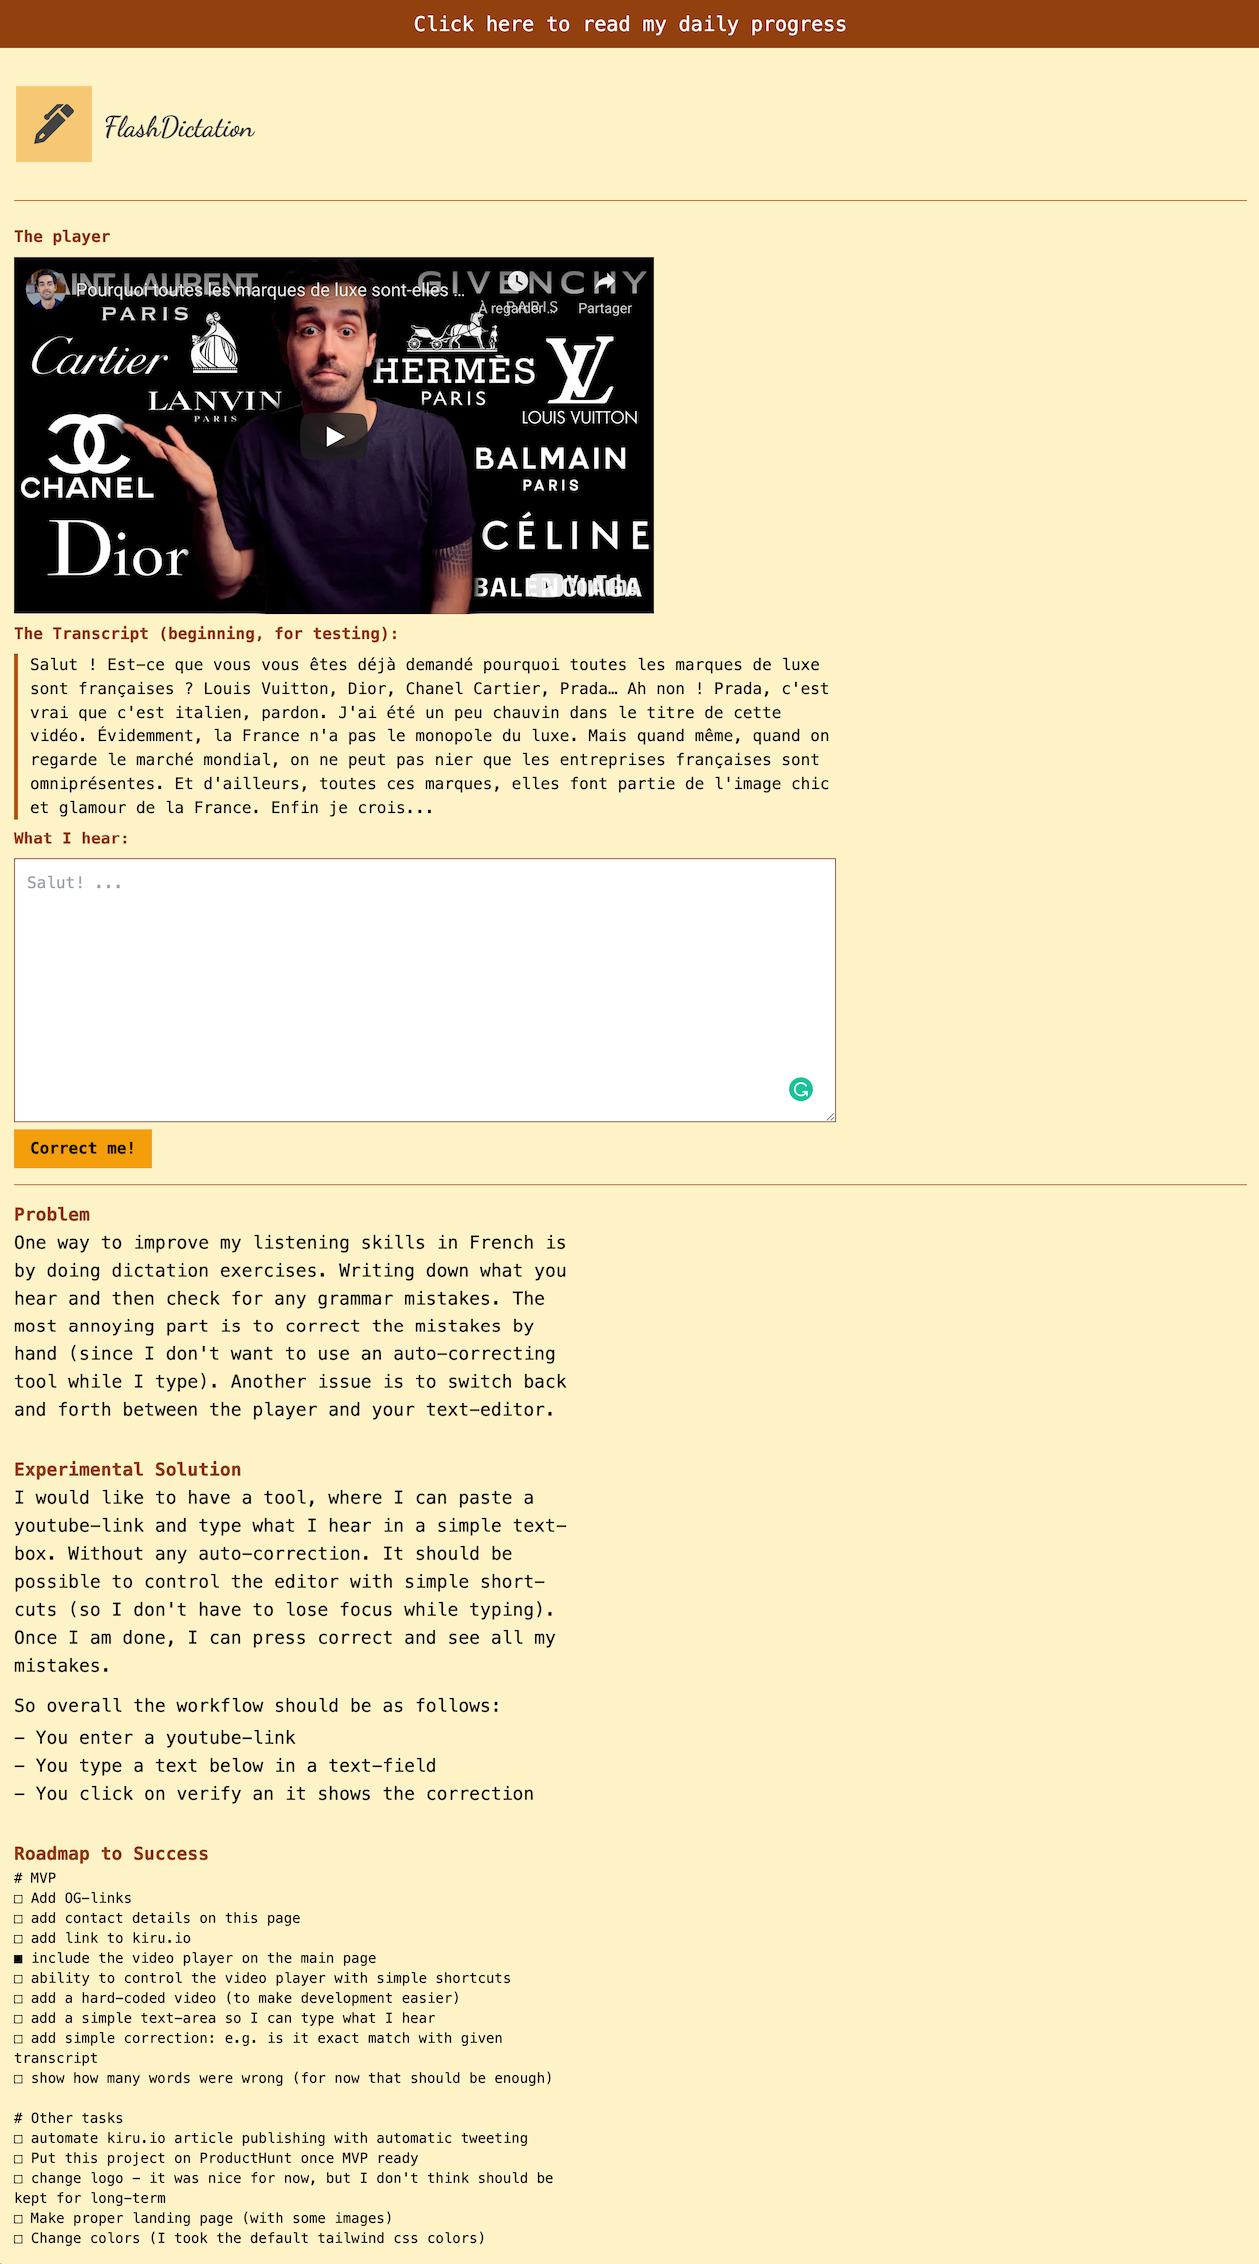 Click here to read my daily progress
FlashDictation
The player
SAINT LAURENT
PARIS
GIVENCHY
PARIS
Pourquoi toutes les marques de luxe sont-elles ...
À regarder ...
Partager
Cartier
LANVIN
PARIS
HERMÈS
PARIS
LV
LOUIS VUITTON
CHANEL
BALMAIN
PARIS
Dior
CÉLINE
BALENCIAGA
YouTube
The Transcript (beginning, for testing):
Salut ! Est-ce que vous vous êtes déjà demandé pourquoi toutes les marques de luxe
sont françaises ? Louis Vuitton, Dior, Chanel Cartier, Prada… Ah non ! Prada, c'est
vrai que c'est italien, pardon. J'ai été un peu chauvin dans le titre de cette
vidéo. Évidemment, la France n'a pas le monopole du luxe. Mais quand même, quand on
regarde le marché mondial, on ne peut pas nier que les entreprises françaises sont
omniprésentes. Et d'ailleurs, toutes ces marques, elles font partie de l'image chic
et glamour de la France. Enfin je crois...
What I hear:
Salut! ...
Correct me!
Problem
One way to improve my listening skills in French is
by doing dictation exercises. Writing down what you
hear and then check for any grammar mistakes. The
most annoying part is to correct the mistakes by
hand (since I don't want to use an auto-correcting
tool while I type). Another issue is to switch back
and forth between the player and your text-editor.
Experimental Solution
I would like to have a tool, where I can paste a
youtube-link and type what I hear in a simple text-
box. Without any auto-correction. It should be
possible to control the editor with simple short-
cuts (so I don't have to lose focus while typing).
Once I am done, I can press correct and see all my
mistakes.
So overall the workflow should be as follows:
- You enter a youtube-link
- You type a text below in a text-field
- You click on verify an it shows the correction
Roadmap to Success
# MVP
□ Add OG-links
□ add contact details on this page
□ add link to kiru.io
▣ include the video player on the main page
□ ability to control the video player with simple shortcuts
□ add a hard-coded video (to make development easier)
□ add a simple text-area so I can type what I hear
□ add simple correction: e.g. is it exact match with given
transcript
□ show how many words were wrong (for now that should be enough)
# Other tasks
□ automate kiru.io article publishing with automatic tweeting
□ Put this project on ProductHunt once MVP ready
□ change logo - it was nice for now, but I don't think should be
kept for long-term
□ Make proper landing page (with some images)
□ Change colors (I took the default tailwind css colors)